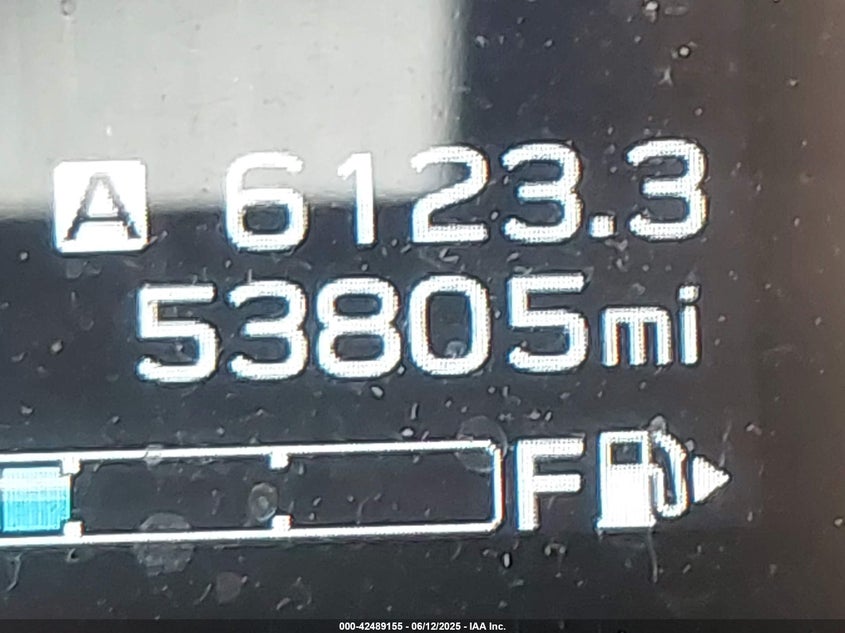 A 6123.3
53805mi
F
000-42489155 - 06/12/2025 - IAA Inc.